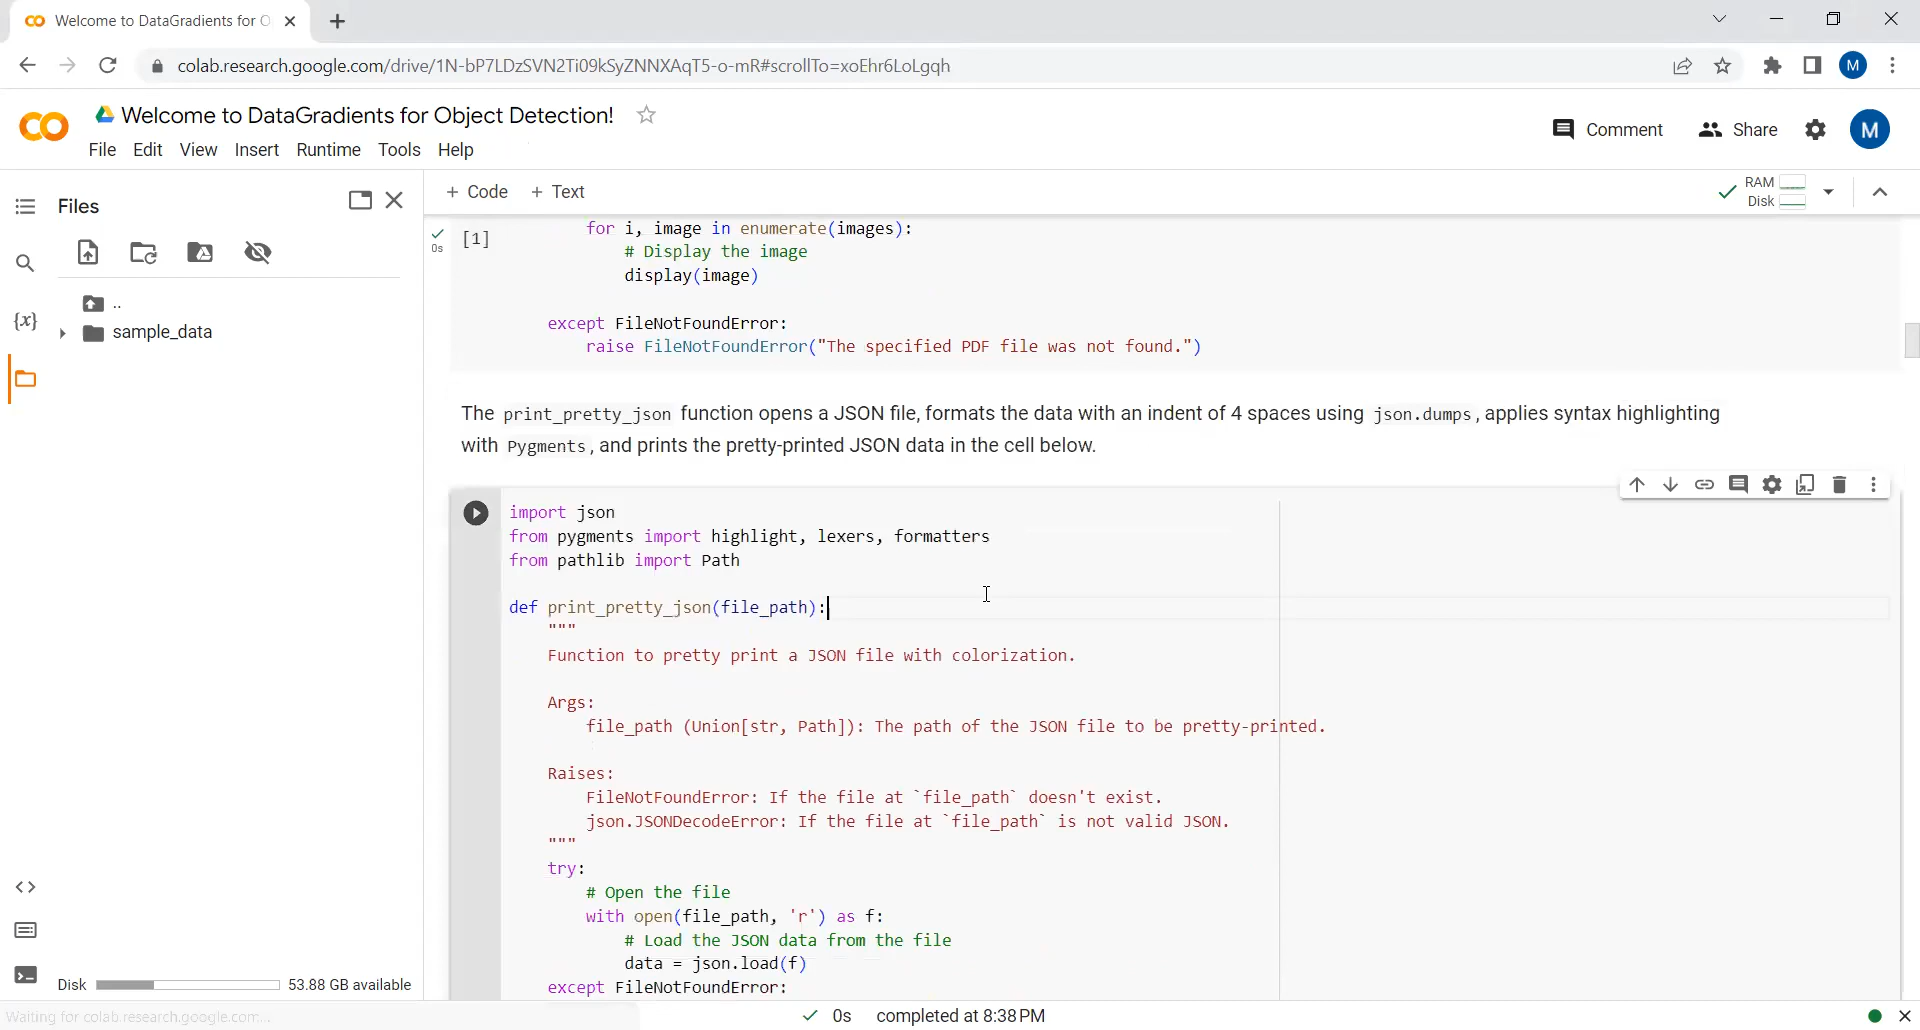 Welcome to DataGradients for O
colab.research.google.com/drive/1N-bP7LDzSVN2Ti09kSyZNNXAqT5-o-mR#scrollTo=xoEhr6LoLgqh
M
CO
Welcome to DataGradients for Object Detection!
Comment
Share
M
File Edit View Insert Runtime Tools Help
Files
+ Code + Text
RAM
Disk
..
sample_data
{x}
0s
[1]
for i, image in enumerate(images):
# Display the image
display(image)
except FileNotFoundError:
raise FileNotFoundError("The specified PDF file was not found.")
The print_pretty_json function opens a JSON file, formats the data with an indent of 4 spaces using json.dumps, applies syntax highlighting
with Pygments, and prints the pretty-printed JSON data in the cell below.
import json
from pygments import highlight, lexers, formatters
from pathlib import Path
def print_pretty_json(file_path):
"""
Function to pretty print a JSON file with colorization.
Args:
file_path (Union[str, Path]): The path of the JSON file to be pretty-printed.
Raises:
FileNotFoundError: If the file at `file_path` doesn't exist.
json.JSONDecodeError: If the file at `file_path` is not valid JSON.
"""
try:
# Open the file
with open(file_path, 'r') as f:
# Load the JSON data from the file
data = json.load(f)
except FileNotFoundError:
Disk 53.88 GB available
Waiting for colab.research.google.com...
0s completed at 8:38 PM